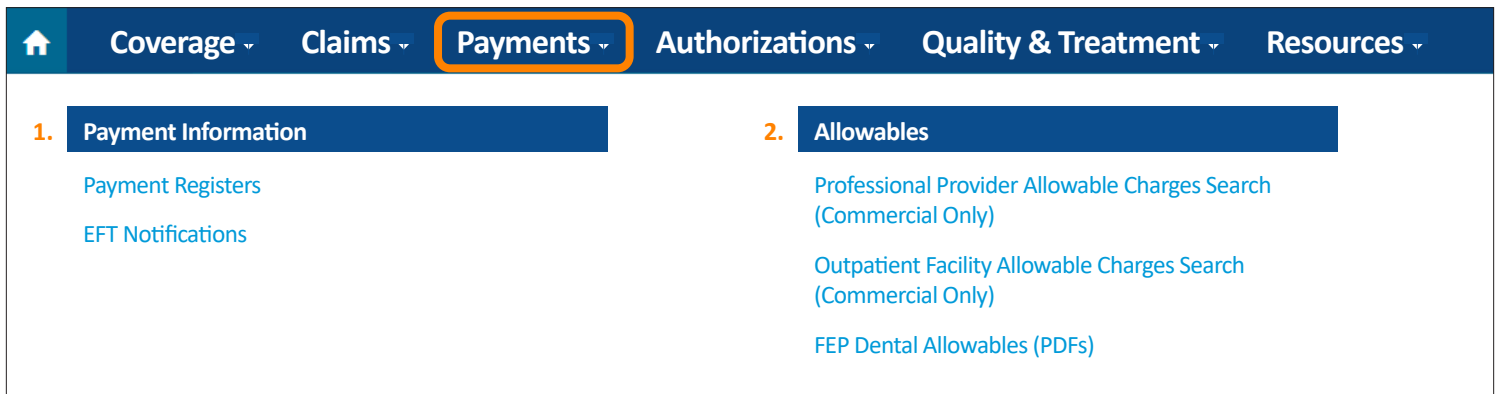 Coverage Claims Payments Authorizations Quality & Treatment Resources
1. Payment Information
Payment Registers
EFT Notifications
2. Allowables
Professional Provider Allowable Charges Search
(Commercial Only)
Outpatient Facility Allowable Charges Search
(Commercial Only)
FEP Dental Allowables (PDFs)